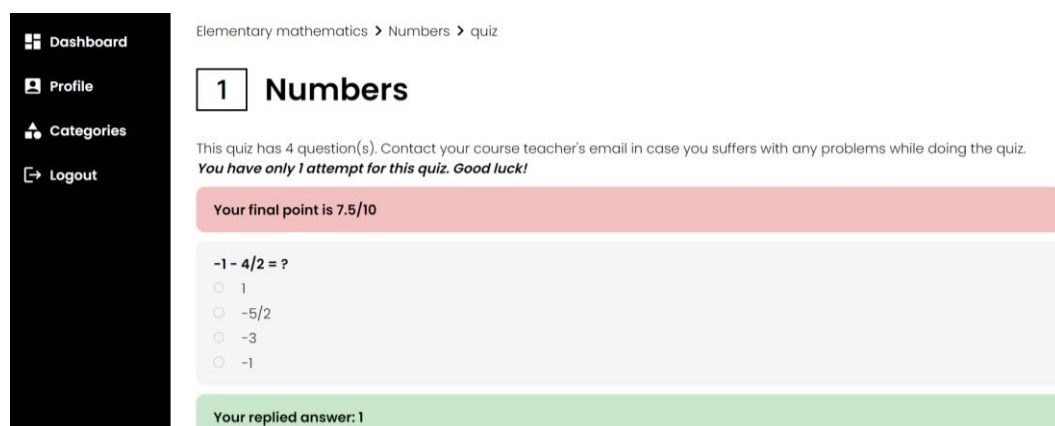 Dashboard
Profile
Categories
Logout
Elementary mathematics > Numbers > quiz
1 Numbers
This quiz has 4 question(s). Contact your course teacher's email in case you suffers with any problems while doing the quiz.
You have only 1 attempt for this quiz. Good luck!
Your final point is 7.5/10
-1 - 4/2 = ?
1
-5/2
-3
-1
Your replied answer: 1